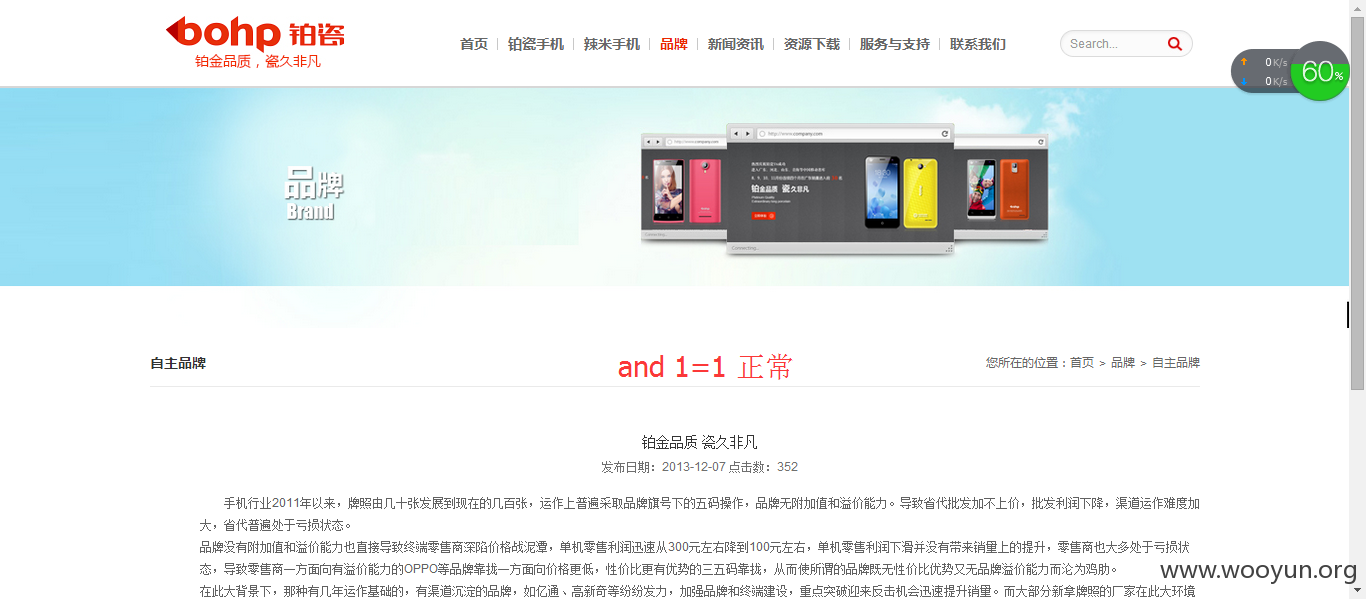 bohp 铂瓷
铂金品质，瓷久非凡
首页 铂瓷手机 辣米手机 品牌 新闻资讯 资源下载 服务与支持 联系我们
Search...
0K/s
0K/s
60%
品牌
Brand
http://www.company.com
http://www.company.com
铂金品质 瓷久非凡
Premium Quality
Connecting...
Connecting...
自主品牌
and 1=1 正常
您所在的位置：首页 > 品牌 > 自主品牌
铂金品质 瓷久非凡
发布日期：2013-12-07 点击数：352
手机行业2011年以来，牌照由几十张发展到现在的几百张，运作上普遍采取品牌旗号下的五码操作，品牌无附加值和溢价能力。导致省代批发加不上价，批发利润下降，渠道运作难度加
大，省代普遍处于亏损状态。
品牌没有附加值和溢价能力也直接导致终端零售商深陷价格战泥潭，单机零售利润迅速从300元左右降到100元左右，单机零售利润下滑并没有带来销量上的提升，零售商也大多处于亏损状
态，导致零售商一方面向有溢价能力的OPPO等品牌靠拢一方面向价格更低，性价比更有优势的三五码靠拢，从而使所谓的品牌既无性价比优势又无品牌溢价能力而沦为鸡肋。
在此大背景下，那种有几年运作基础的，有渠道沉淀的品牌，如亿通、高新奇等纷纷发力，加强品牌和终端建设，重点突破迎来反击机会迅速提升销量。而大部分新拿牌照的厂家在此大环境
www.wooyun.org